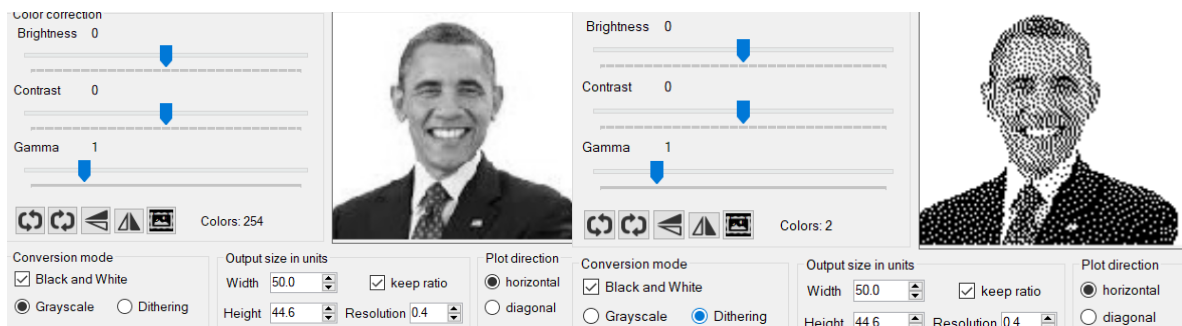 Color correction
Brightness 0
Contrast 0
Gamma 1
Colors: 254
Conversion mode
Black and White
Grayscale Dithering
Output size in units
Width 50.0 keep ratio
Height 44.6 Resolution 0.4
Plot direction
horizontal
diagonal
Brightness 0
Contrast 0
Gamma 1
Colors: 2
Conversion mode
Black and White
Grayscale Dithering
Output size in units
Width 50.0 keep ratio
Height 44.6 Resolution 0.4
Plot direction
horizontal
diagonal